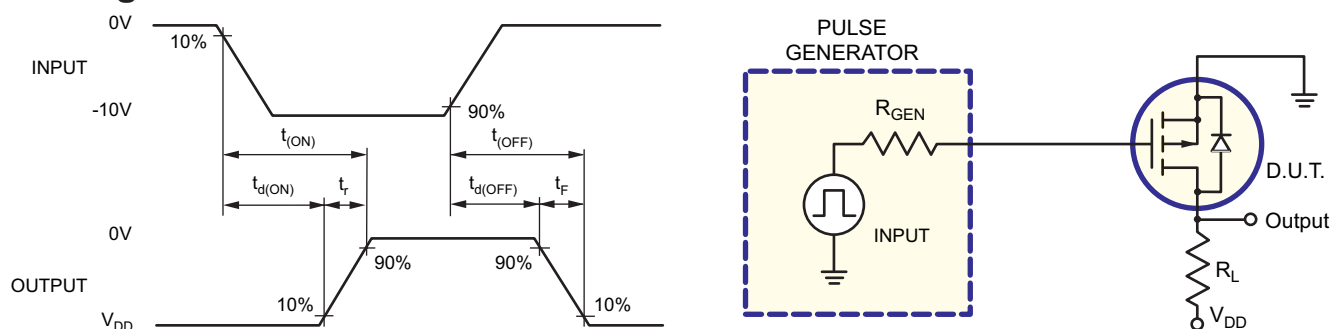 0V
10%
INPUT
-10V
90%
t(ON)
t(OFF)
td(ON)
tr
td(OFF)
tF
0V
90%
90%
OUTPUT
10%
10%
VDD
PULSE
GENERATOR
RGEN
INPUT
D.U.T.
Output
RL
VDD